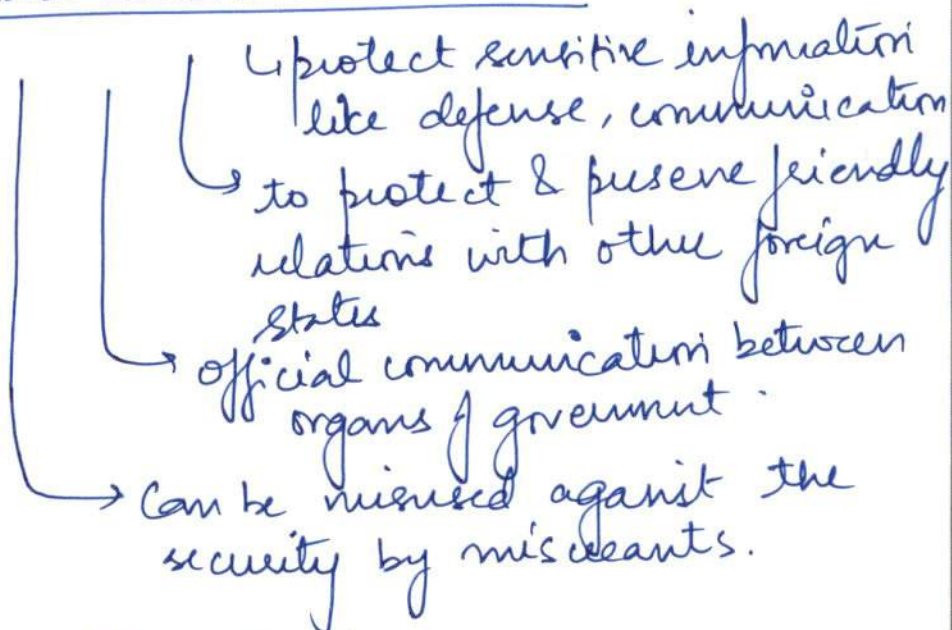 protect sensitive information
like defense, communication
to protect & preserve friendly
relations with other foreign
states
official communication between
organs of government.
Can be misused against the
security by miscreants.